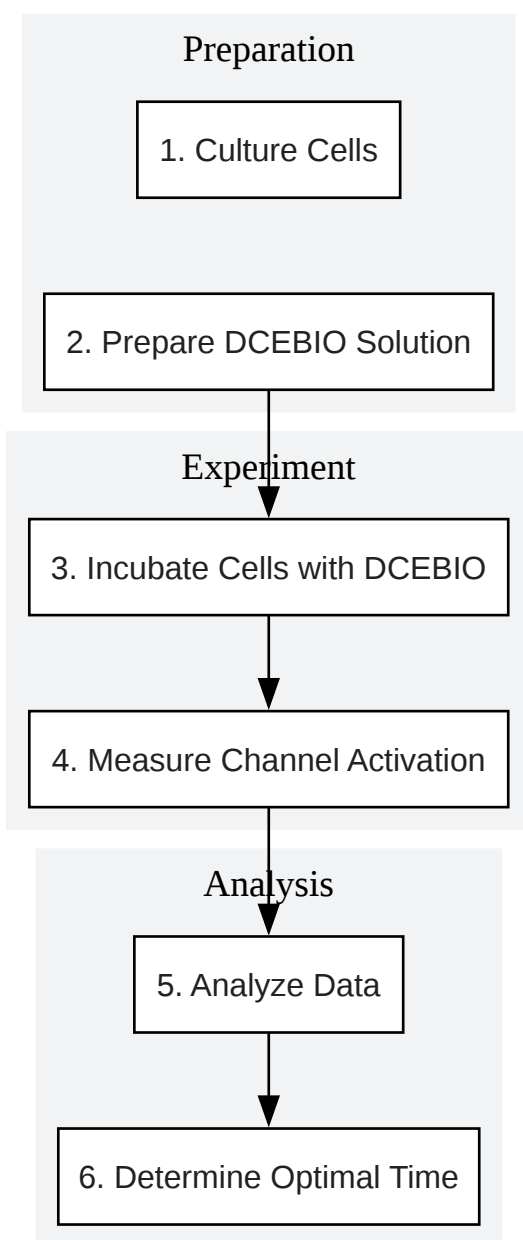 Preparation
1. Culture Cells
2. Prepare DCEBIO Solution
Experiment
3. Incubate Cells with DCEBIO
4. Measure Channel Activation
Analysis
5. Analyze Data
6. Determine Optimal Time